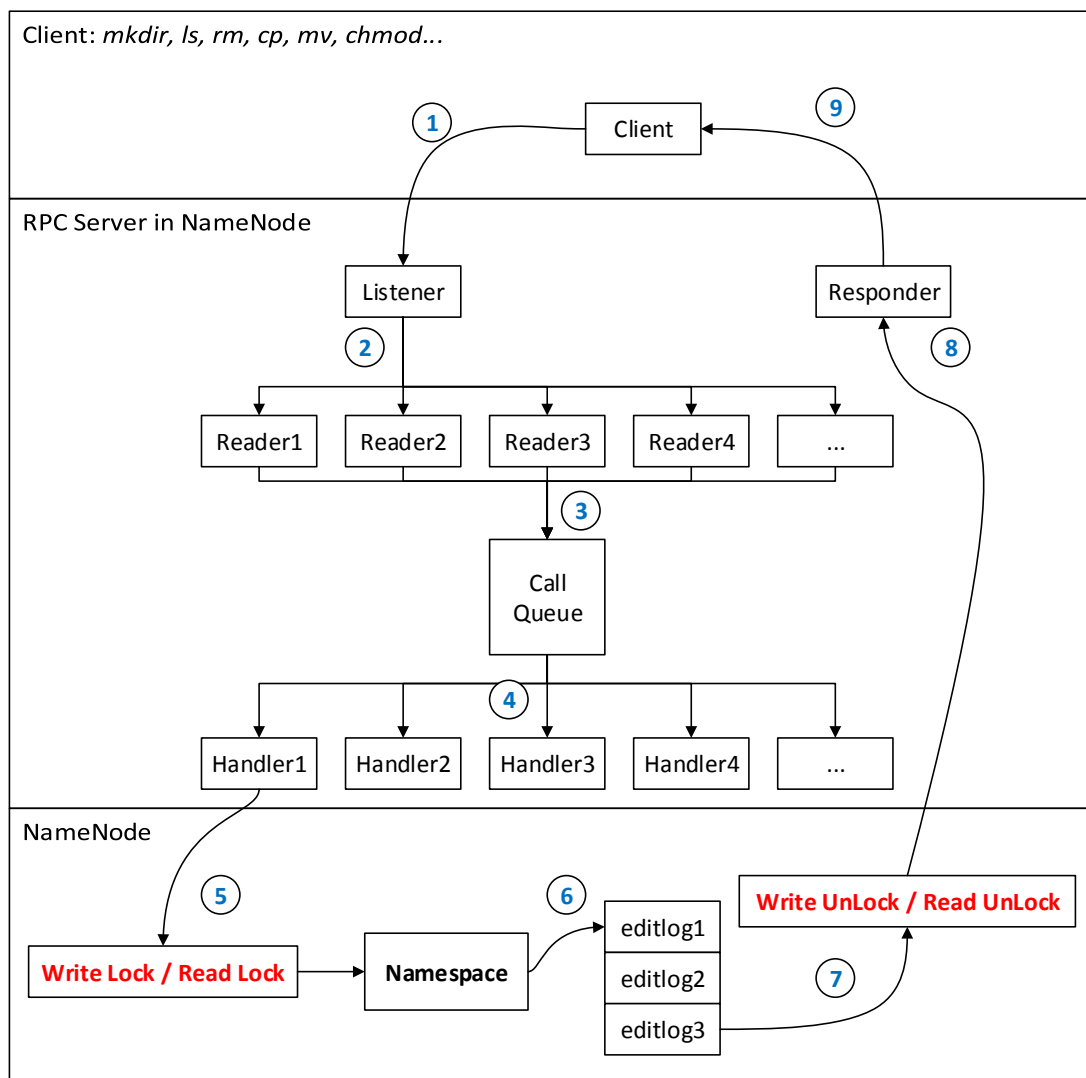 Client: mkdir, ls, rm, cp, mv, chmod...
1
9
Client
RPC Server in NameNode
Listener
Responder
2
8
Reader1
Reader2
Reader3
Reader4
...
3
Call
Queue
4
Handler1
Handler2
Handler3
Handler4
...
NameNode
5
6
Write UnLock / Read UnLock
editlog1
Write Lock / Read Lock
Namespace
editlog2
7
editlog3